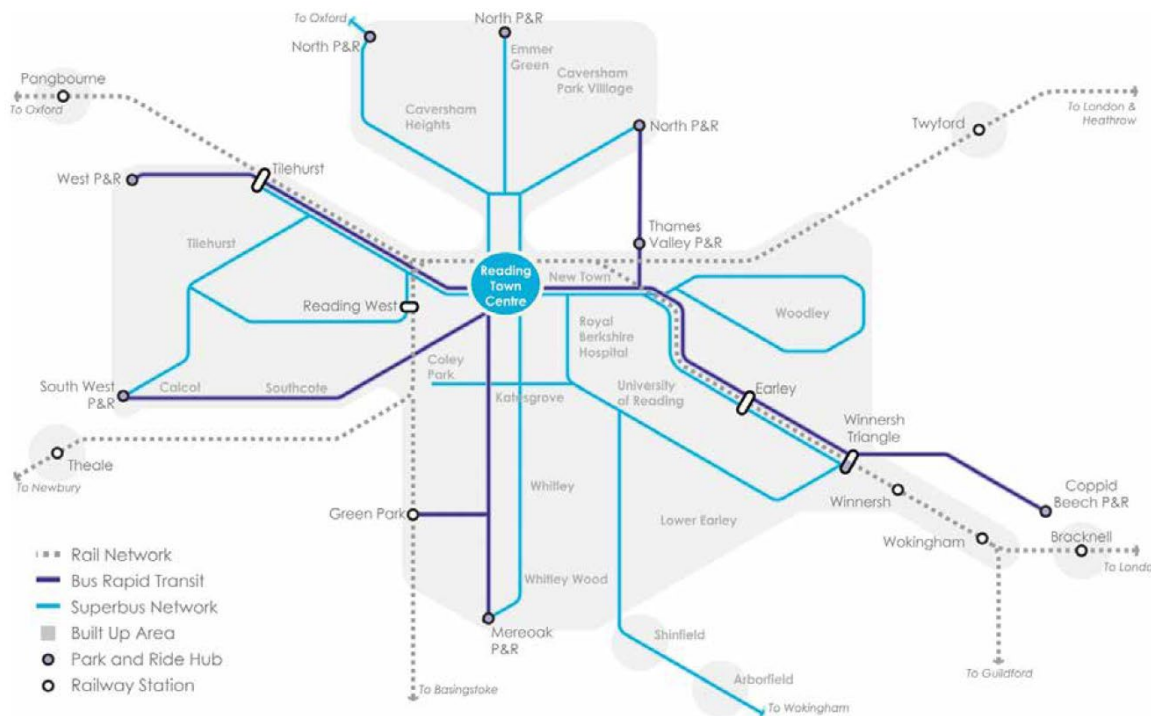 To Oxford
North P&R
North P&R
Emmer
Green
Caversham
Park Villlage
Caversham
Heights
North P&R
Pangbourne
To Oxford
To London &
Heathrow
Twyford
Tilehurst
West P&R
Tilehurst
Thames
Valley P&R
Reading
Town
Centre
New Town
Reading West
Woodley
Royal
Berkshire
Hospital
Coley
Park
Katesgrove
University
of Reading
Earley
South West
P&R
Calcot
Southcote
Winnersh
Triangle
Theale
To Newbury
Whitley
Winnersh
Coppid
Beech P&R
Green Park
Lower Earley
Wokingham
Bracknell
To London
Whitley Wood
Mereoak
P&R
Shinfield
Arborfield
To Guildford
To Basingstoke
To Wokingham
Rail Network
Bus Rapid Transit
Superbus Network
Built Up Area
Park and Ride Hub
Railway Station